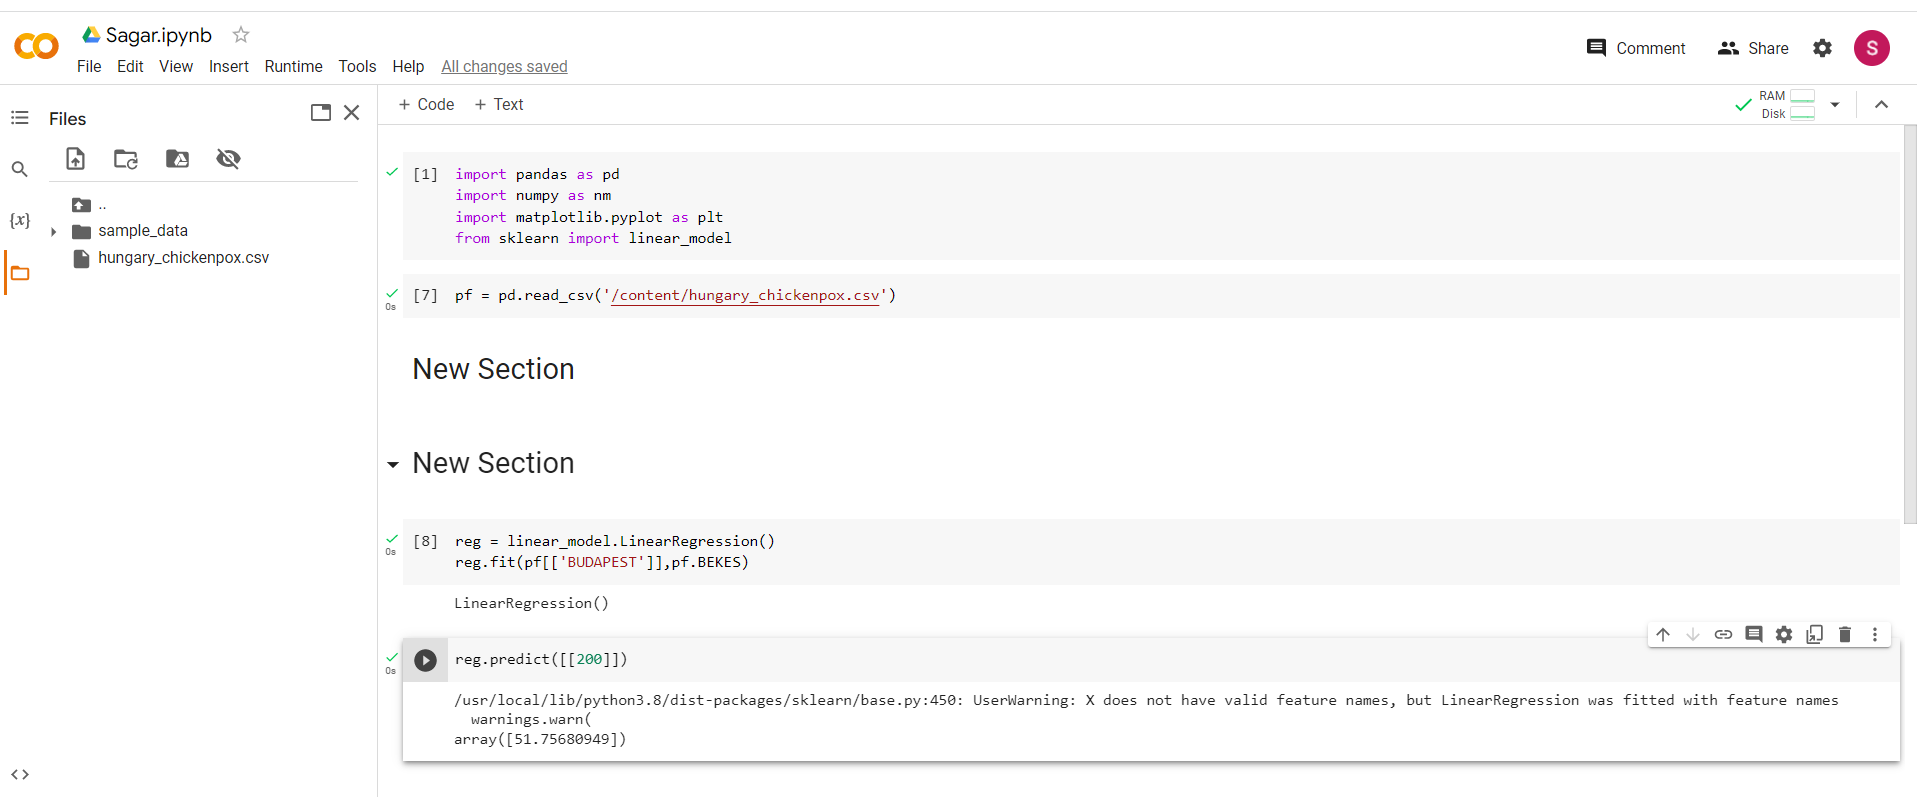 Sagar.ipynb
File Edit View Insert Runtime Tools Help All changes saved
Comment Share S
Files
+ Code + Text
RAM
Disk
..
sample_data
hungary_chickenpox.csv
{x}
[1] import pandas as pd
import numpy as nm
import matplotlib.pyplot as plt
from sklearn import linear_model
0s [7] pf = pd.read_csv('/content/hungary_chickenpox.csv')
New Section
New Section
0s [8] reg = linear_model.LinearRegression()
reg.fit(pf[['BUDAPEST']],pf.BEKES)
LinearRegression()
0s reg.predict([[200]])
/usr/local/lib/python3.8/dist-packages/sklearn/base.py:450: UserWarning: X does not have valid feature names, but LinearRegression was fitted with feature names
warnings.warn(
array([51.75680949])
<>